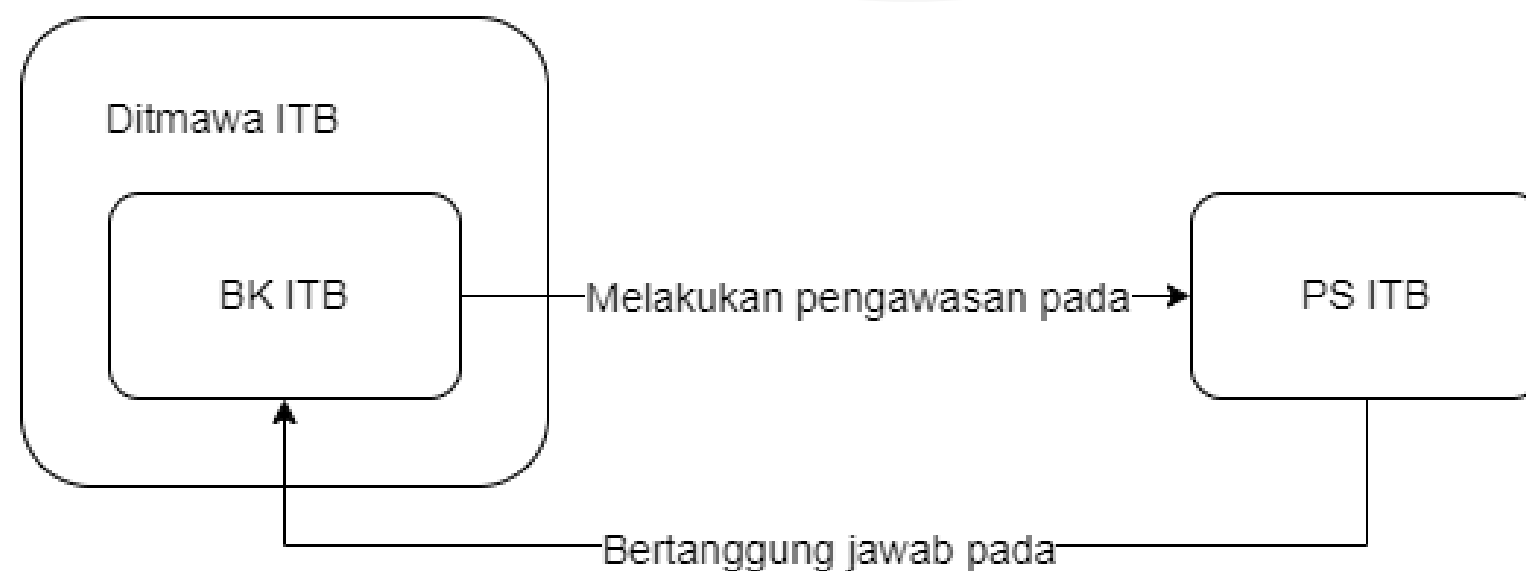 Ditmawa ITB
BK ITB
Melakukan pengawasan pada
PS ITB
Bertanggung jawab pada